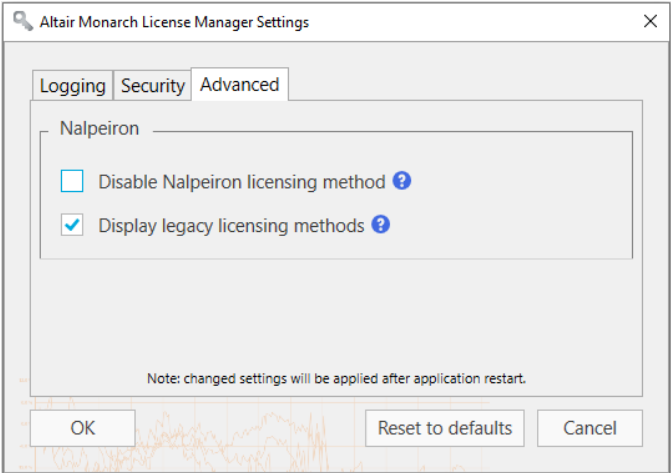 Altair Monarch License Manager Settings
Logging Security Advanced
Nalpeiron
Disable Nalpeiron licensing method ?
Display legacy licensing methods ?
Note: changed settings will be applied after application restart.
OK Reset to defaults Cancel